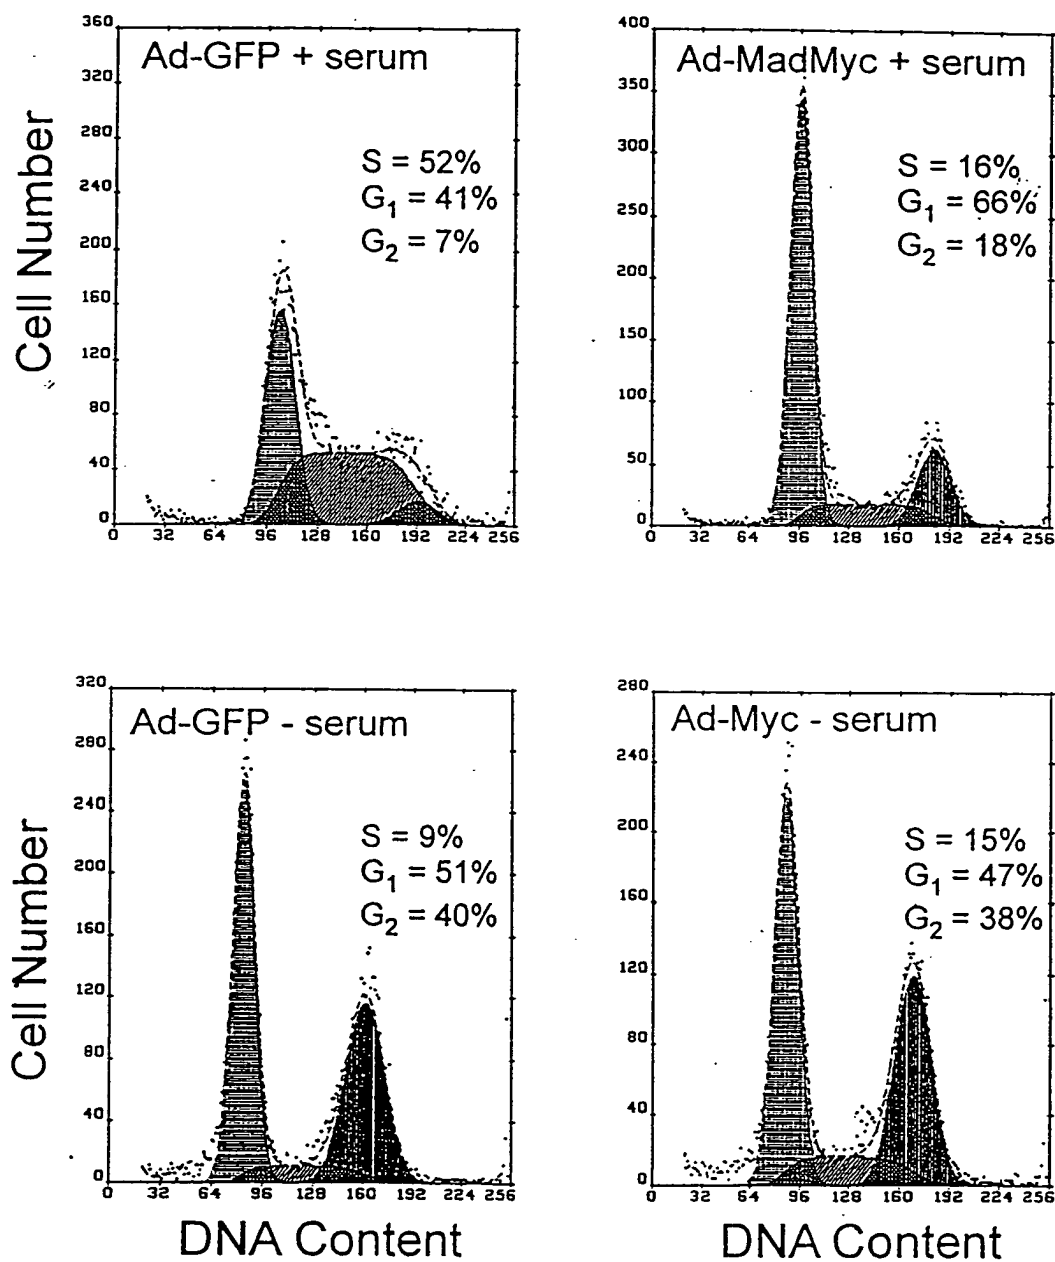 Ad-GFP + serum
Cell Number
360
320
280
240
200
160
120
80
40
0
S = 52%
G₁ = 41%
G₂ = 7%
0 32 64 96 128 160 192 224 256
Ad-MadMyc + serum
400
350
300
250
200
150
100
50
0
S = 16%
G₁ = 66%
G₂ = 18%
0 32 64 96 128 160 192 224 256
Ad-GFP - serum
Cell Number
320
280
240
200
160
120
80
40
0
S = 9%
G₁ = 51%
G₂ = 40%
0 32 64 96 128 160 192 224 256
DNA Content
Ad-Myc - serum
280
240
200
160
120
80
40
0
S = 15%
G₁ = 47%
G₂ = 38%
0 32 64 96 128 160 192 224 256
DNA Content